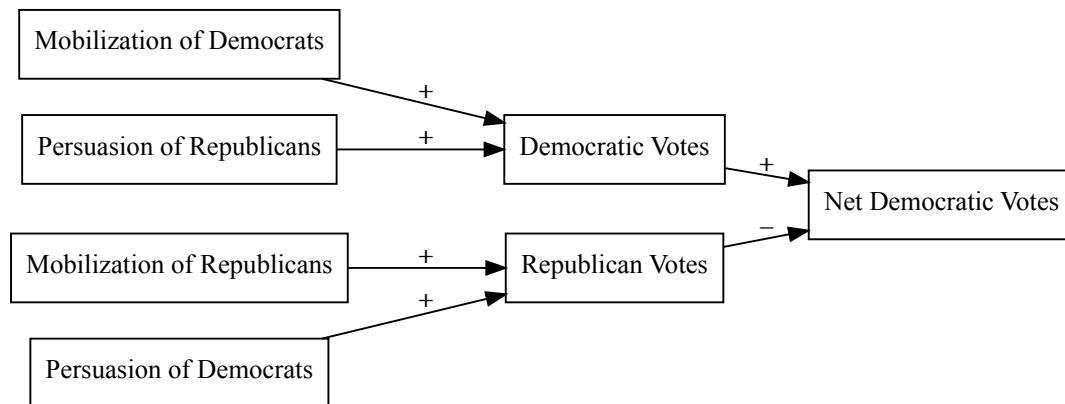 Mobilization of Democrats
+
Persuasion of Republicans
+
Democratic Votes
+
Net Democratic Votes
Mobilization of Republicans
+
Republican Votes
−
+
Persuasion of Democrats